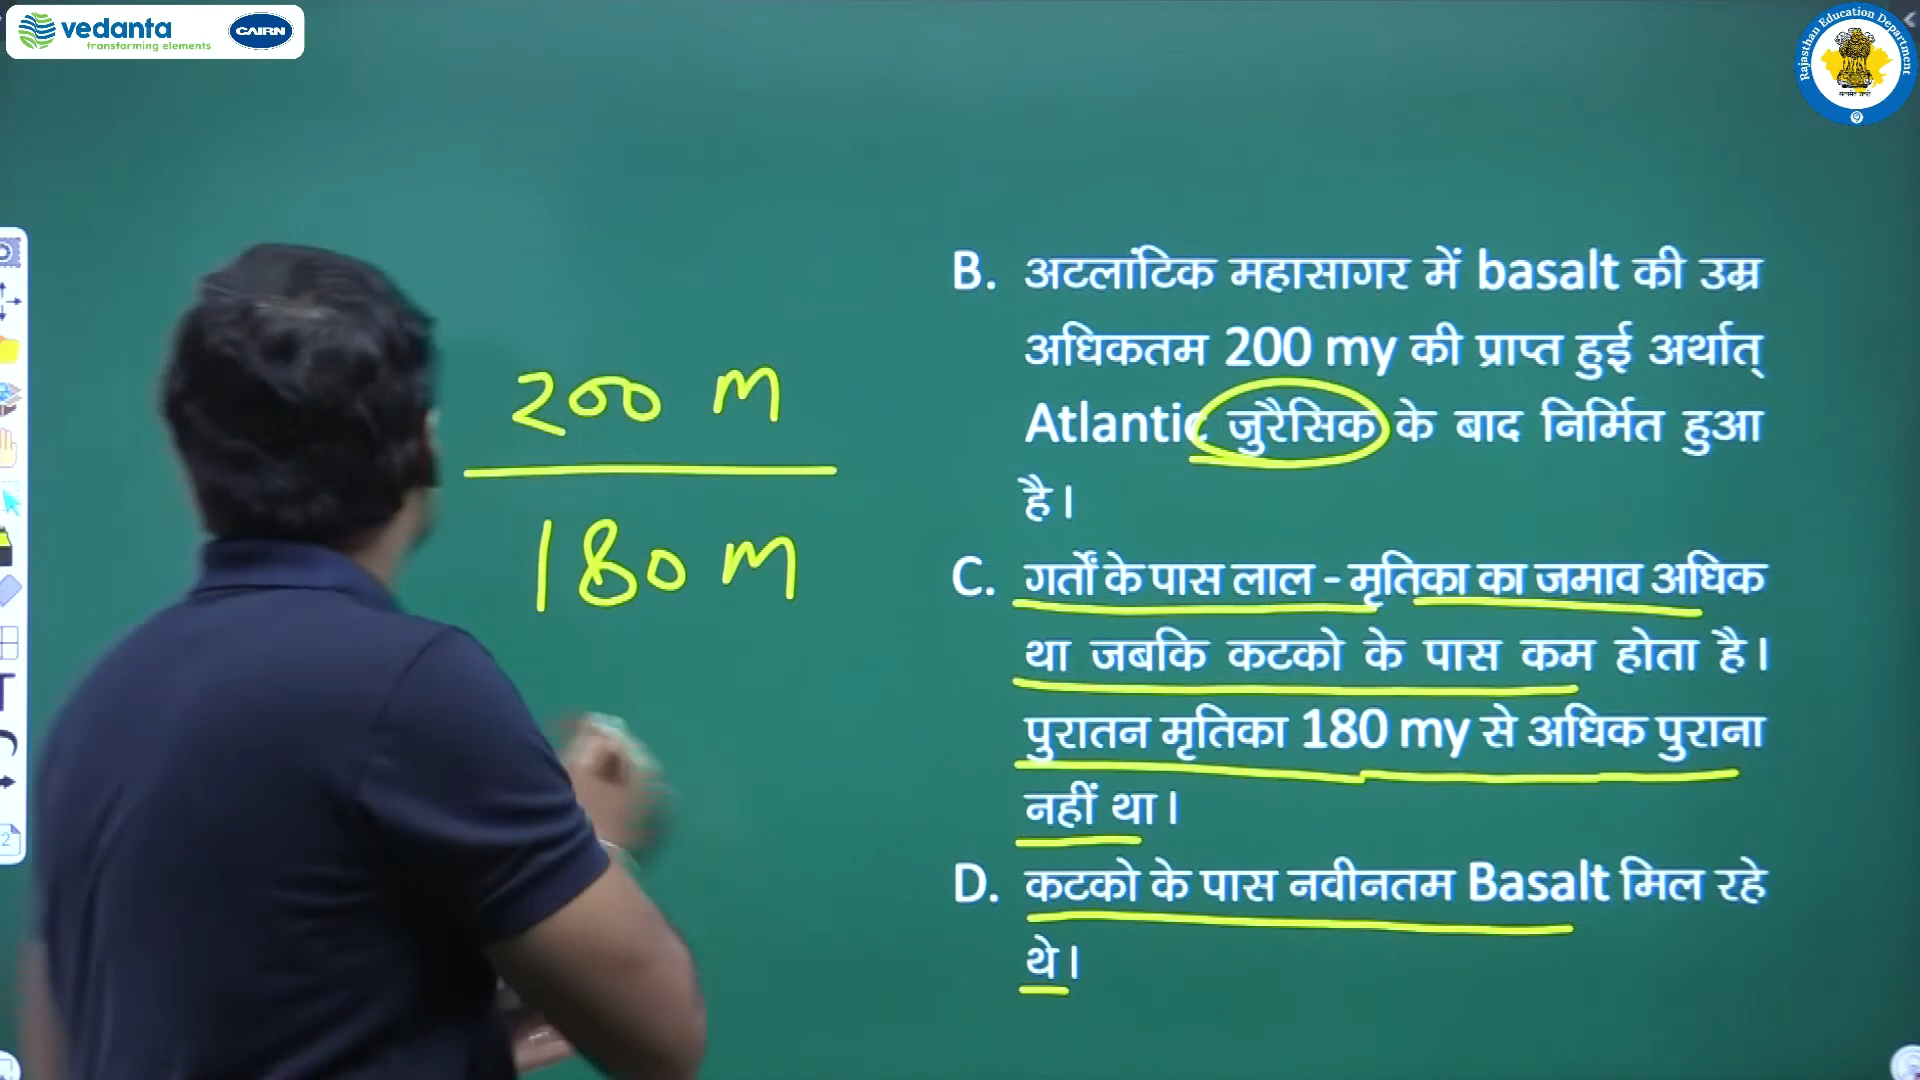 vedanta
transforming elements
CAIRN
Rajasthan Education Department
200 M
180 M
B. अटलांटिक महासागर में basalt की उम्र
अधिकतम 200 my की प्राप्त हुई अर्थात्
Atlantic जुरैसिक के बाद निर्मित हुआ
है।
C. गर्तों के पास लाल - मृतिका का जमाव अधिक
था जबकि कटको के पास कम होता है।
पुरातन मृतिका 180 my से अधिक पुराना
नहीं था।
D. कटको के पास नवीनतम Basalt मिल रहे
थे।